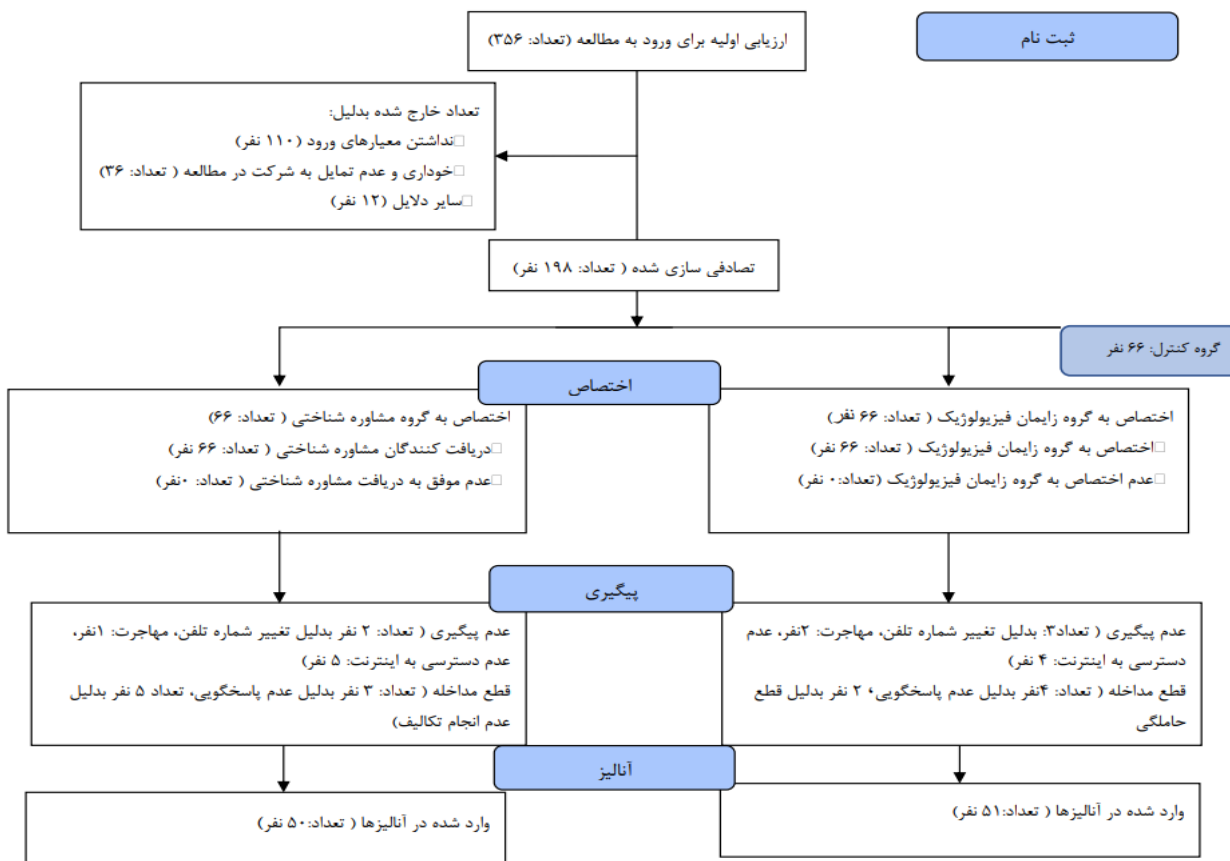 ثبت نام
ارزیابی اولیه برای ورود به مطالعه (تعداد: ۳۵۶)
تعداد خارج شده بدلیل:
□نداشتن معیارهای ورود (۱۱۰ نفر)
□خوداری و عدم تمایل به شرکت در مطالعه ( تعداد: ۳۶)
□سایر دلایل (۱۲ نفر)
تصادفی سازی شده ( تعداد: ۱۹۸ نفر)
گروه کنترل: ۶۶ نفر
اختصاص
اختصاص به گروه زایمان فیزیولوژیک ( تعداد: ۶۶ نفر)
□اختصاص به گروه زایمان فیزیولوژیک ( تعداد: ۶۶ نفر)
□عدم اختصاص به گروه زایمان فیزیولوژیک (تعداد:۰ نفر)
اختصاص به گروه مشاوره شناختی ( تعداد: ۶۶)
□دریافت کنندگان مشاوره شناختی ( تعداد: ۶۶ نفر)
□عدم موفق به دریافت مشاوره شناختی ( تعداد: ۰نفر)
پیگیری
عدم پیگیری ( تعداد۳: بدلیل تغییر شماره تلفن، مهاجرت: ۲نفر، عدم
دسترسی به اینترنت: ۴ نفر)
قطع مداخله ( تعداد: ۴نفر بدلیل عدم پاسخگویی، ۲ نفر بدلیل قطع
حاملگی
عدم پیگیری ( تعداد: ۲ نفر بدلیل تغییر شماره تلفن، مهاجرت: ۱نفر،
عدم دسترسی به اینترنت: ۵ نفر)
قطع مداخله ( تعداد: ۳ نفر بدلیل عدم پاسخگویی، تعداد ۵ نفر بدلیل
عدم انجام تکالیف)
آنالیز
وارد شده در آنالیزها ( تعداد:۵۱ نفر)
وارد شده در آنالیزها ( تعداد:۵۰ نفر)